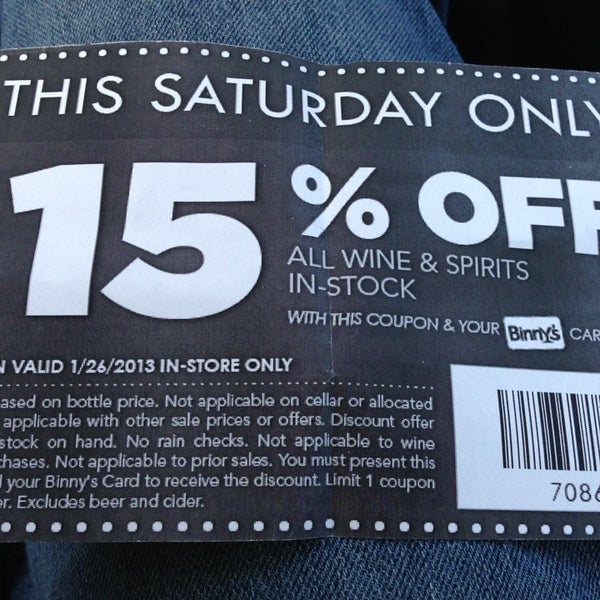 THIS SATURDAY ONLY
15% OFF
ALL WINE & SPIRITS
IN-STOCK
WITH THIS COUPON & YOUR Binny's CAR
N VALID 1/26/2013 IN-STORE ONLY
ased on bottle price. Not applicable on cellar or allocated
applicable with other sale prices or offers. Discount offer
stock on hand. No rain checks. Not applicable to wine
chases. Not applicable to prior sales. You must present this
d your Binny's Card to receive the discount. Limit 1 coupon
er. Excludes beer and cider.
7086